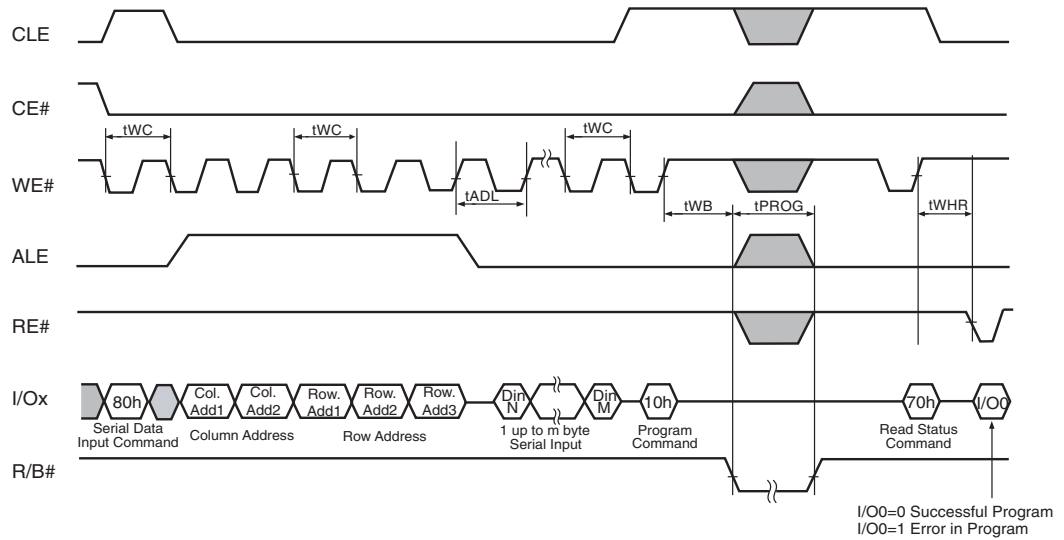 CLE
CE#
tWC
tWC
tWC
WE#
tADL
tWB
tPROG
tWHR
ALE
RE#
I/Ox
80h
Col.
Add1
Col.
Add2
Row.
Add1
Row.
Add2
Row.
Add3
Din
N
Din
M
10h
70h
I/O0
Serial Data
Input Command
Column Address
Row Address
1 up to m byte
Serial Input
Program
Command
Read Status
Command
R/B#
I/O0=0 Successful Program
I/O0=1 Error in Program